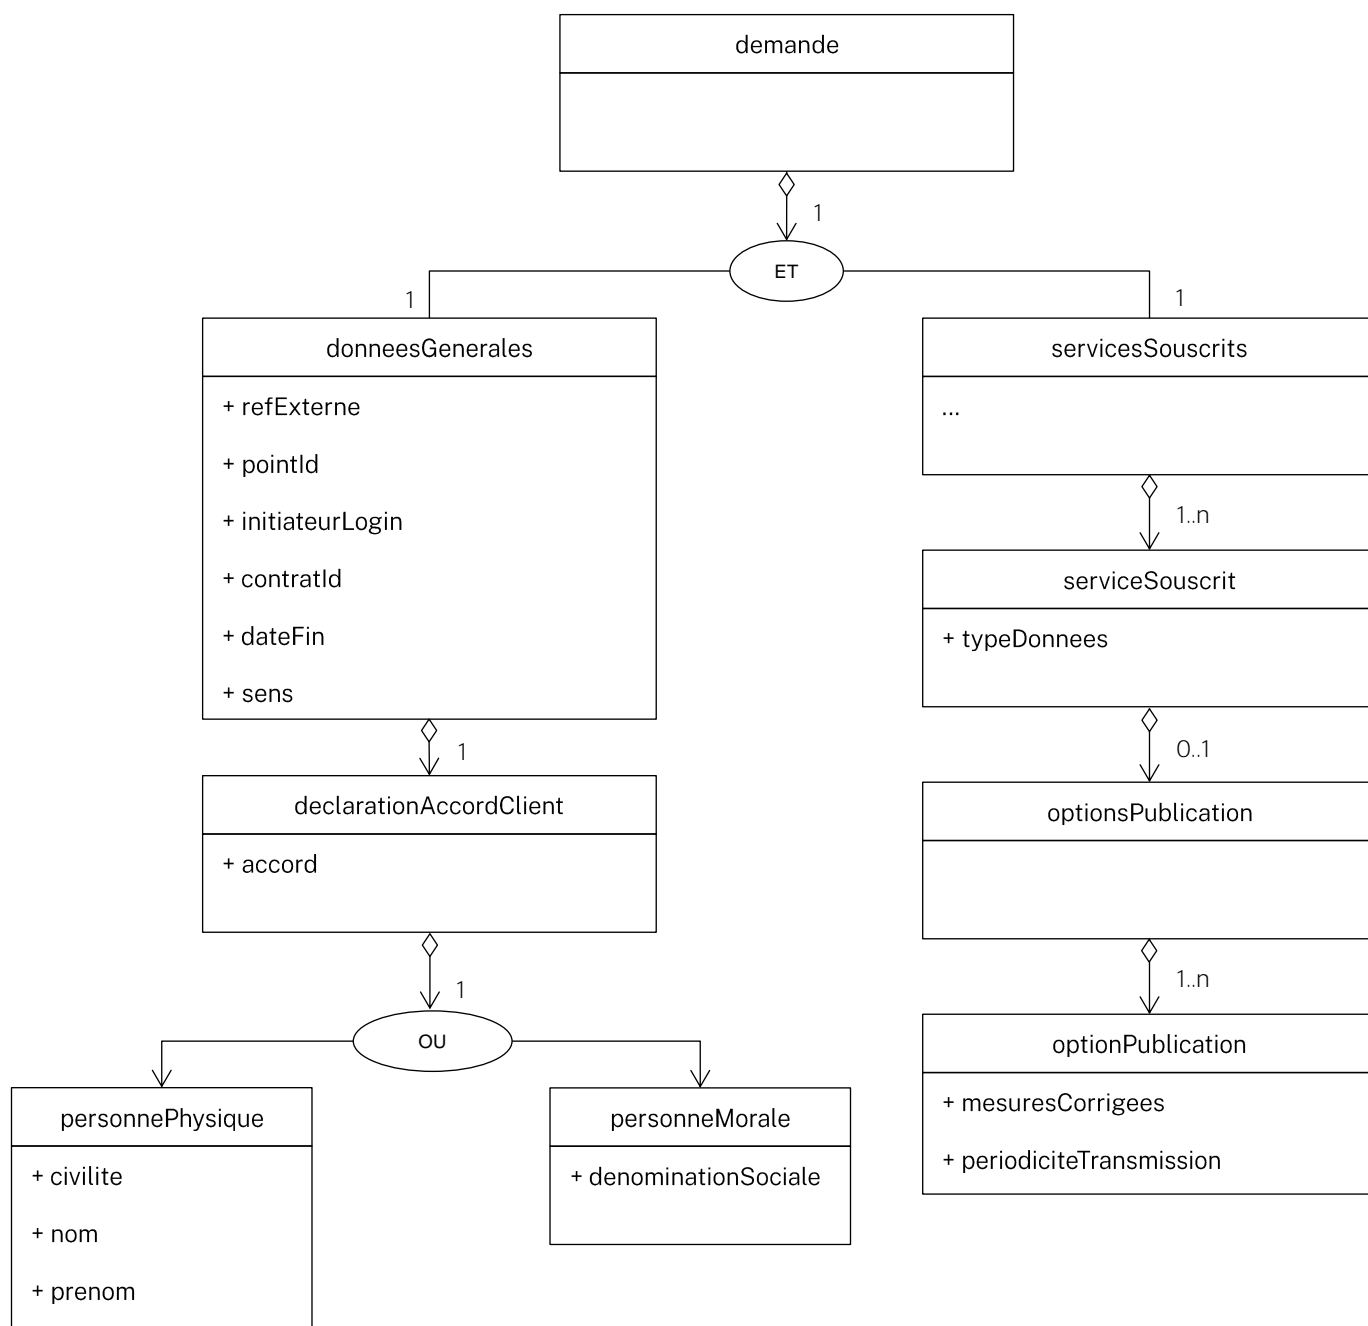 demande
1
ET
1
1
donneesGenerales
+ refExterne
+ pointId
+ initiateurLogin
+ contratId
+ dateFin
+ sens
1
declarationAccordClient
+ accord
1
OU
personnePhysique
+ civilite
+ nom
+ prenom
personneMorale
+ denominationSociale
servicesSouscrits
...
1..n
serviceSouscrit
+ typeDonnees
0..1
optionsPublication
1..n
optionPublication
+ mesuresCorrigees
+ periodiciteTransmission